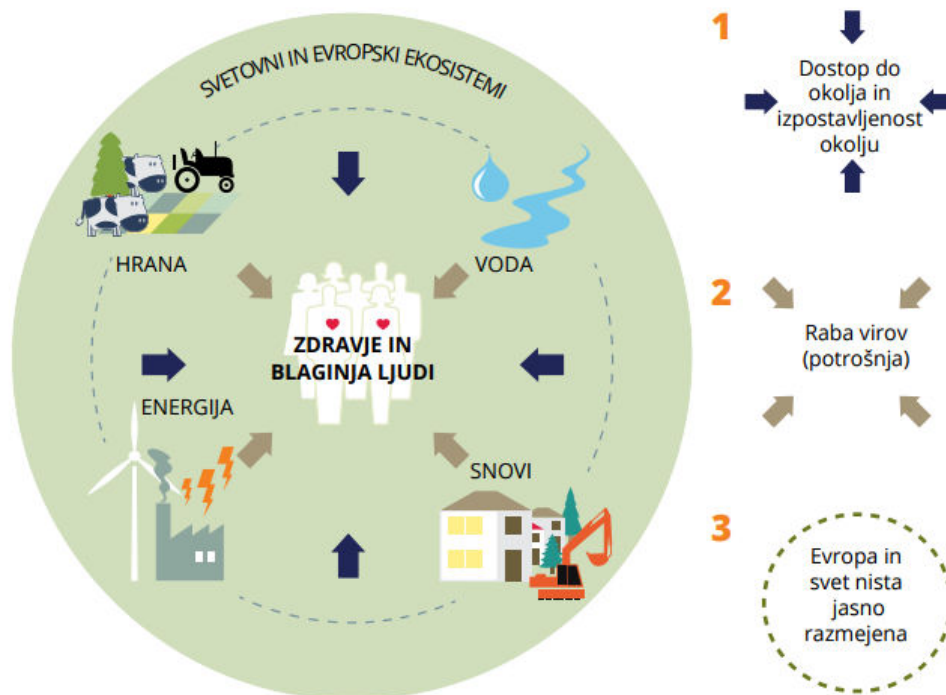 SVETOVNI IN EVROPSKI EKOSISTEMI
HRANA
VODA
ZDRAVJE IN
BLAGINJA LJUDI
ENERGIJA
SNOVI
1
Dostop do
okolja in
izpostavljenost
okolju
2
Raba virov
(potrošnja)
3
Evropa in
svet nista
jasno
razmejena